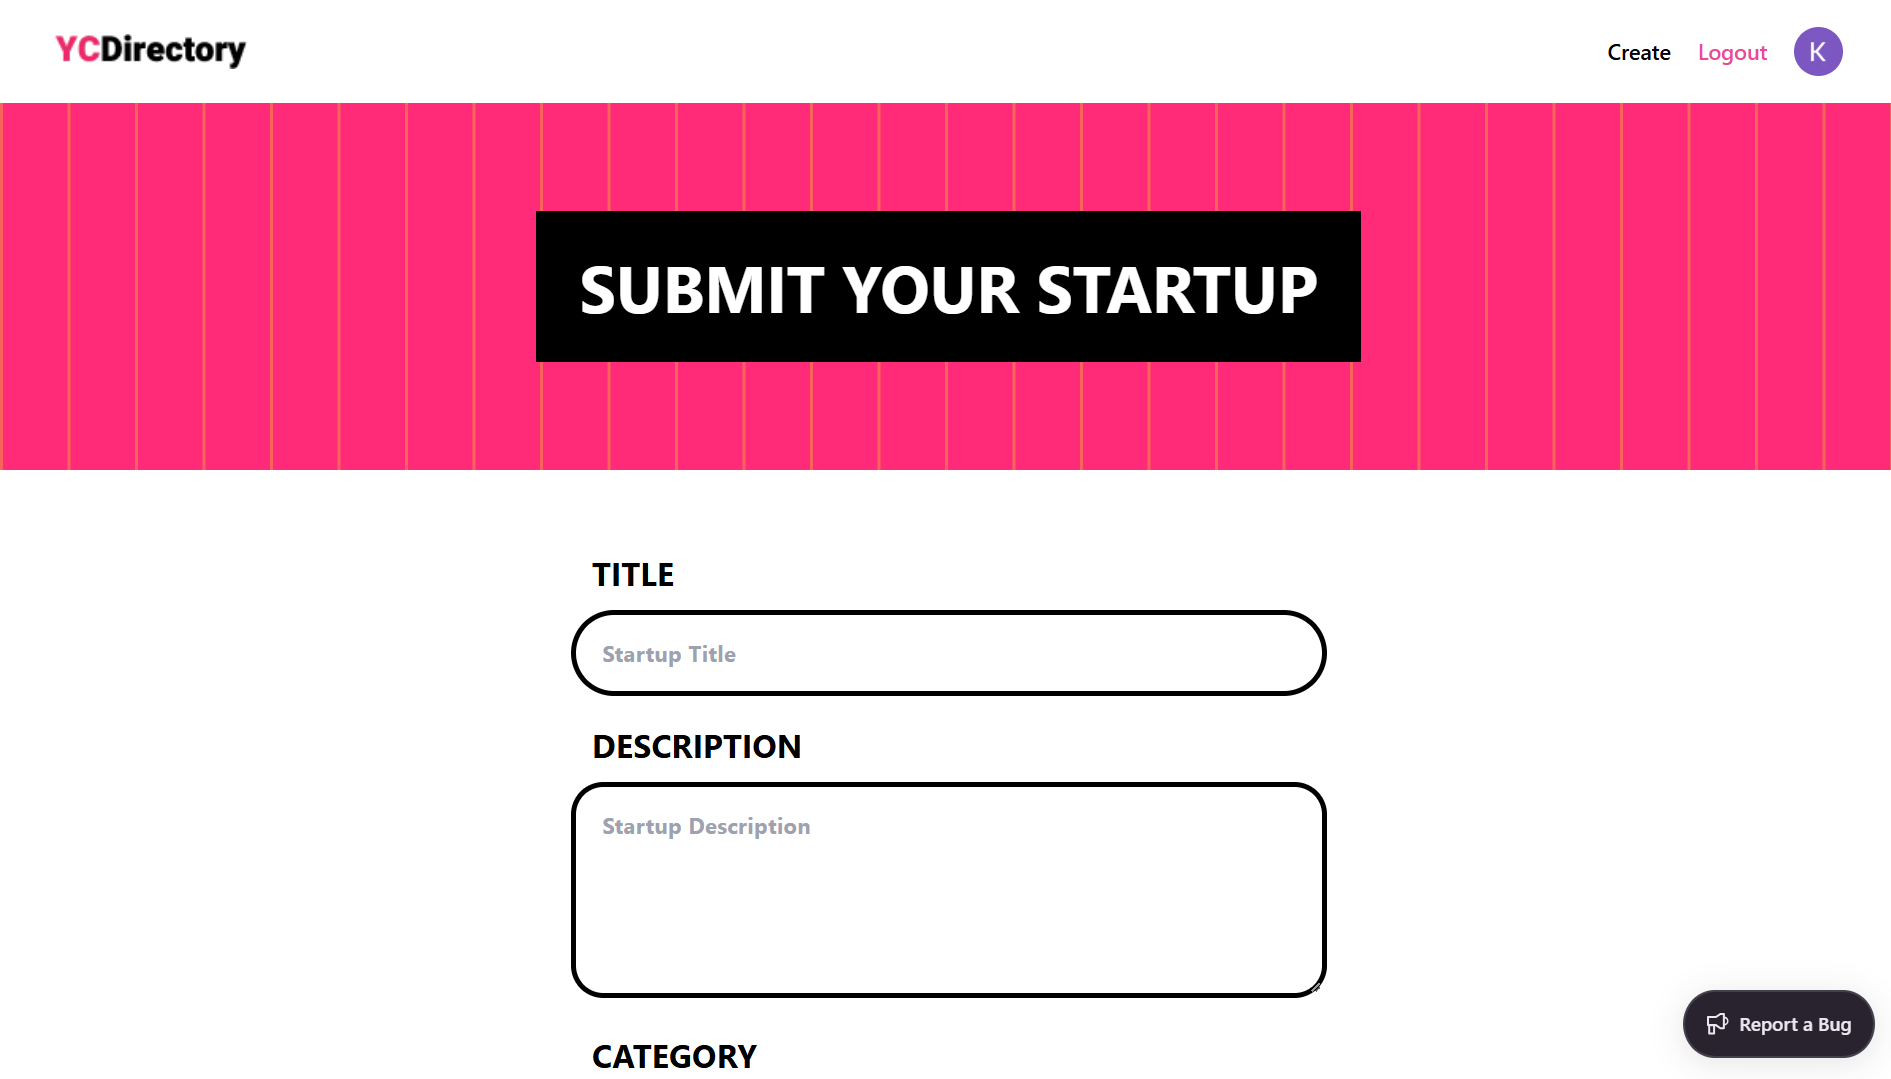 YCDirectory
Create Logout K
SUBMIT YOUR STARTUP
TITLE
Startup Title
DESCRIPTION
Startup Description
CATEGORY
Report a Bug